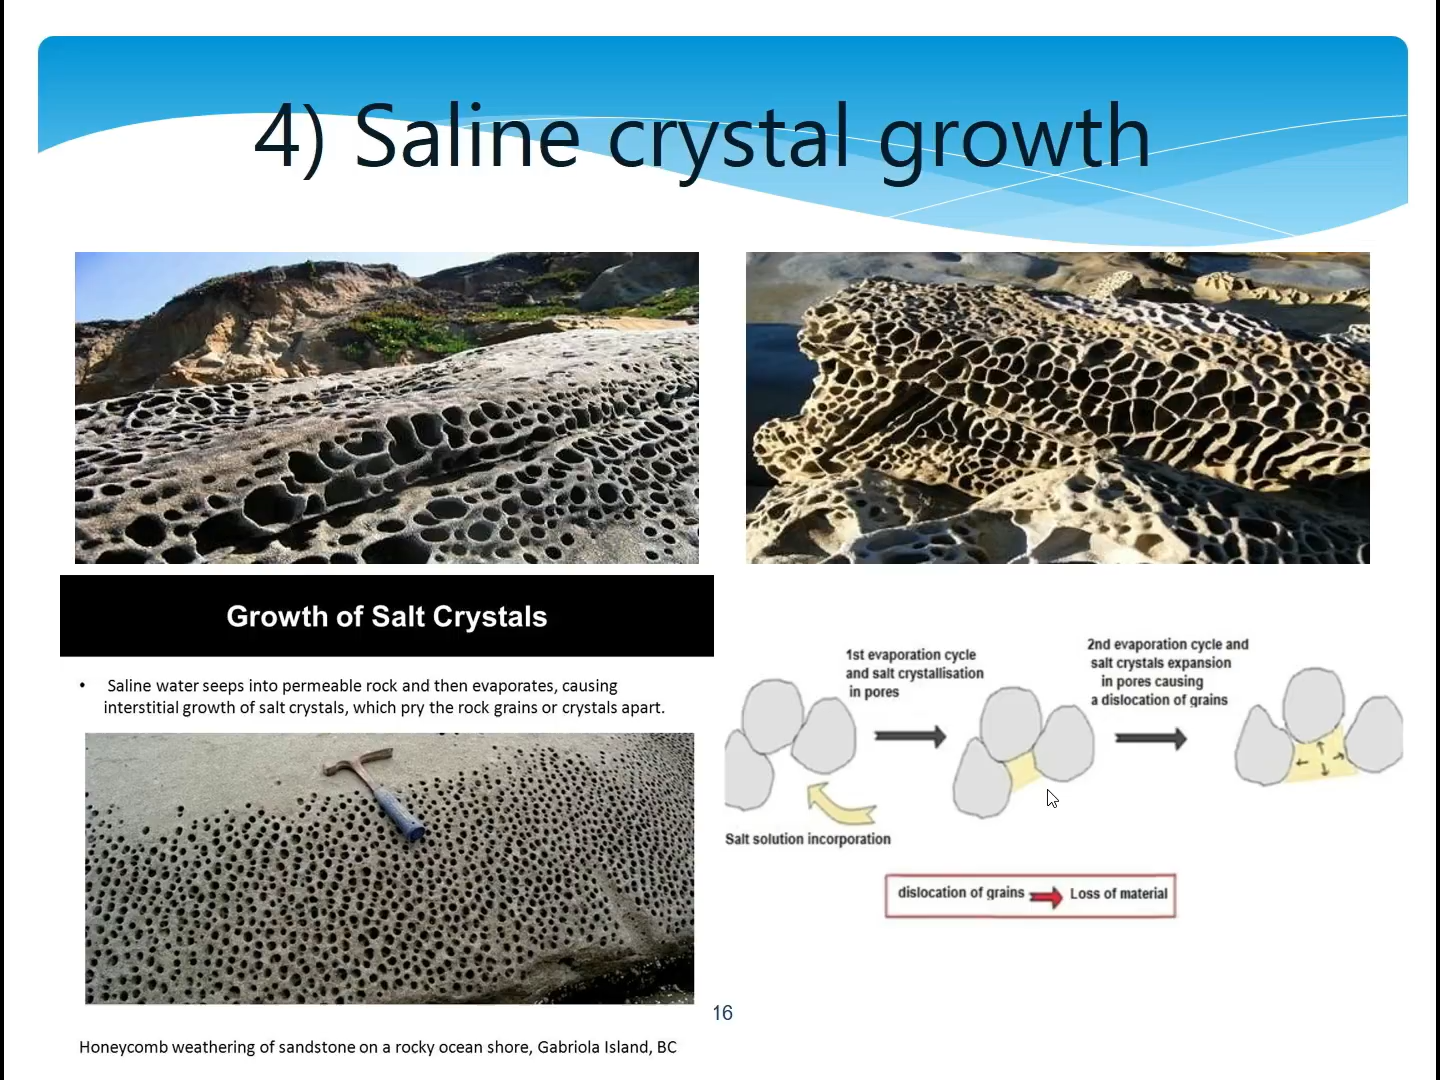 4) Saline crystal growth
Growth of Salt Crystals
• Saline water seeps into permeable rock and then evaporates, causing
interstitial growth of salt crystals, which pry the rock grains or crystals apart.
Honeycomb weathering of sandstone on a rocky ocean shore, Gabriola Island, BC
1st evaporation cycle
and salt crystallisation
in pores
2nd evaporation cycle and
salt crystals expansion
in pores causing
a dislocation of grains
Salt solution incorporation
dislocation of grains
Loss of material
16